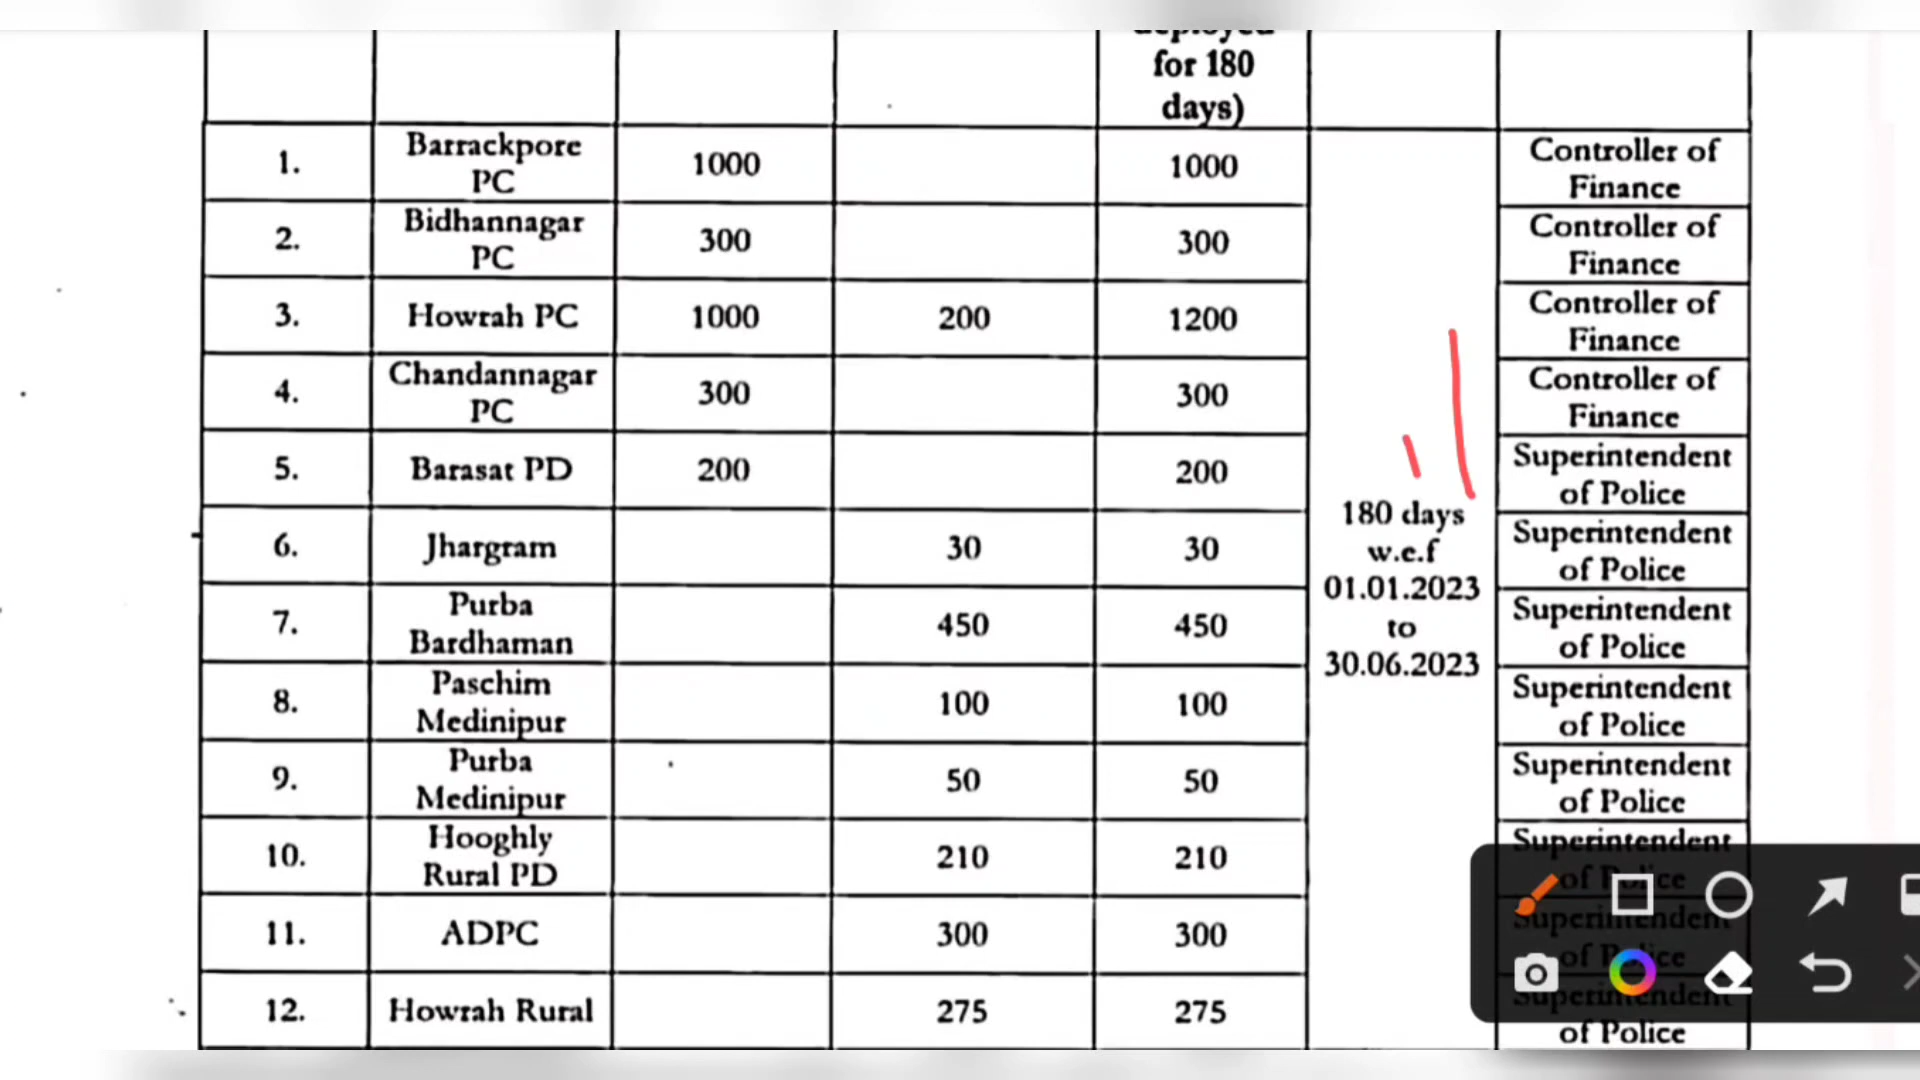 deployed
for 180
days)
1. Barrackpore PC 1000 1000 Controller of Finance
2. Bidhannagar PC 300 300 Controller of Finance
3. Howrah PC 1000 200 1200 Controller of Finance
4. Chandannagar PC 300 300 Controller of Finance
5. Barasat PD 200 200 Superintendent of Police
180 days
w.e.f
01.01.2023
to
30.06.2023
6. Jhargram 30 30 Superintendent of Police
7. Purba Bardhaman 450 450 Superintendent of Police
8. Paschim Medinipur 100 100 Superintendent of Police
9. Purba Medinipur 50 50 Superintendent of Police
10. Hooghly Rural PD 210 210 Superintendent of Police
11. ADPC 300 300 Superintendent of Police
12. Howrah Rural 275 275 Superintendent of Police